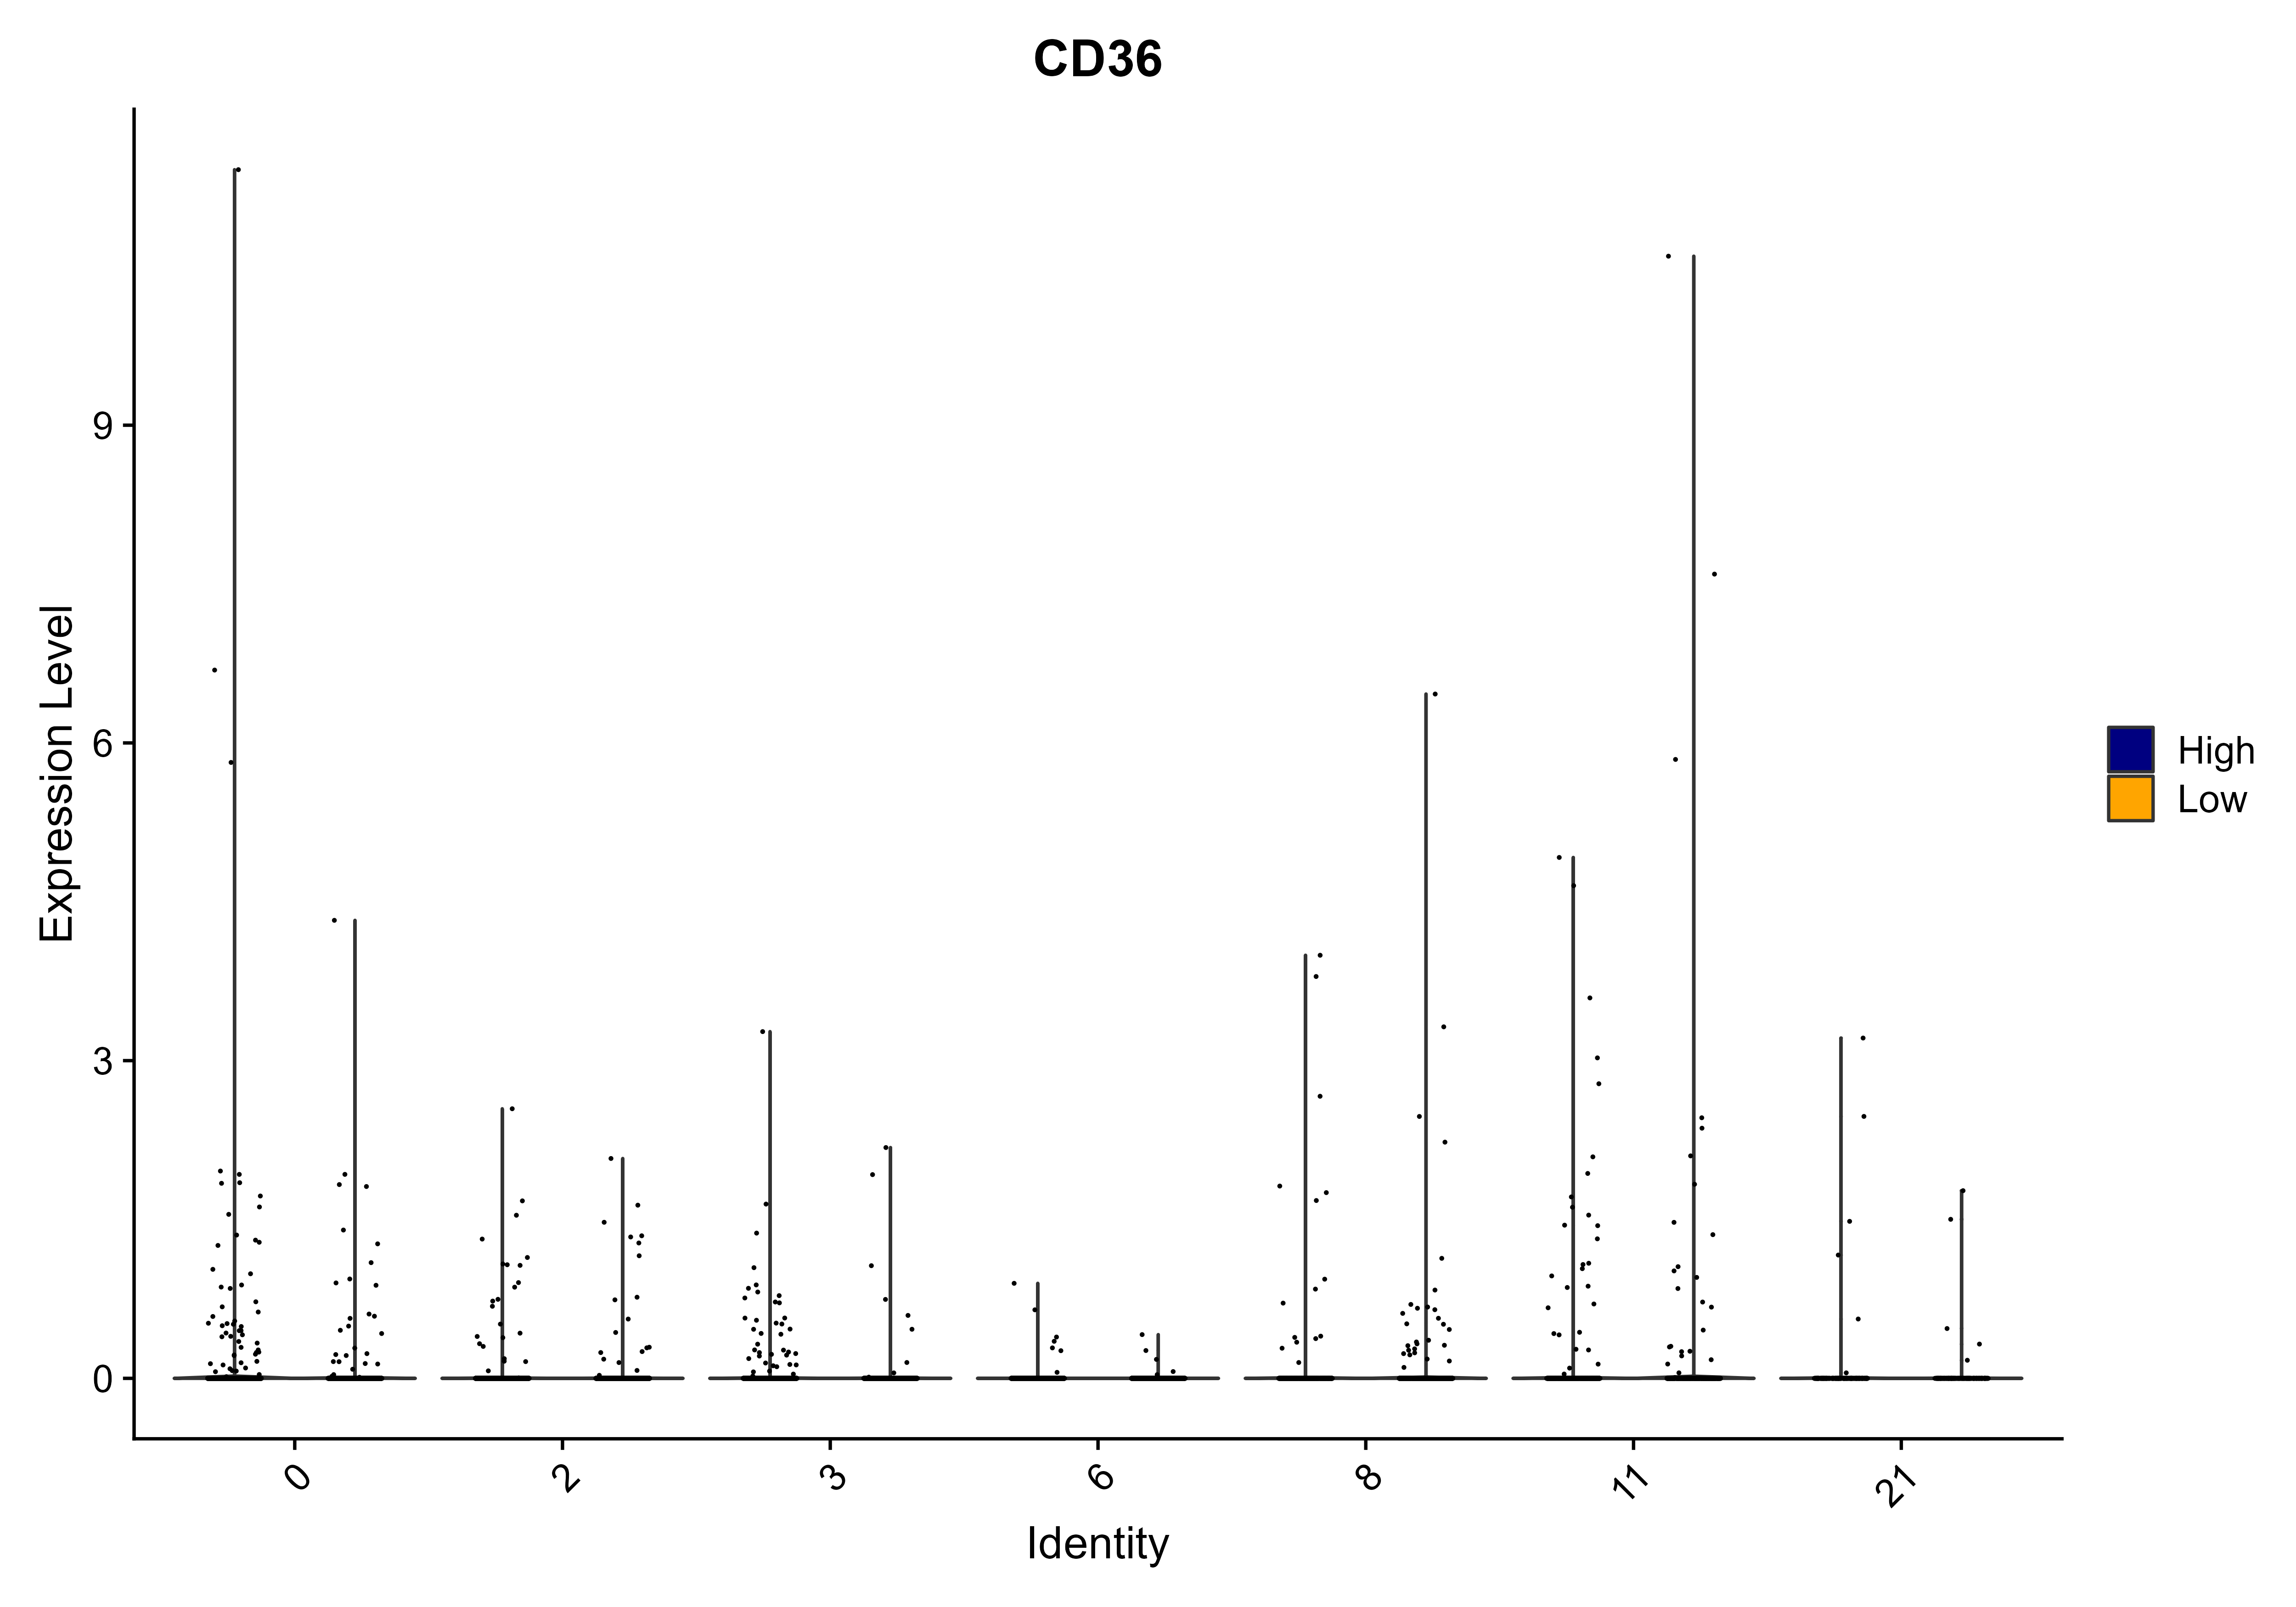 CD36
Expression Level
9
6
3
0
0 2 3 6 8 11 21
Identity
High
Low